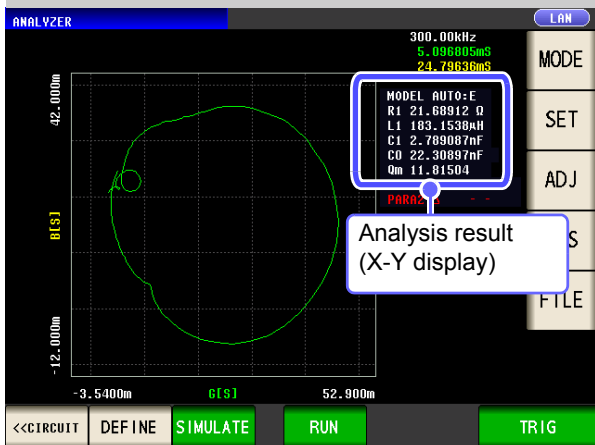 ANALYZER
LAN
300.00kHz
5.096805mS
24.79636mS
MODE
SET
ADJ
S
FILE
42.000m
B[S]
-12.000m
MODEL AUTO:E
R1 21.68912 Ω
L1 183.1538μH
C1 2.789087nF
C0 22.30897nF
Qm 11.81504
Analysis result
(X-Y display)
-3.5400m
G[S]
52.900m
<<CIRCUIT
DEFINE
SIMULATE
RUN
TRIG